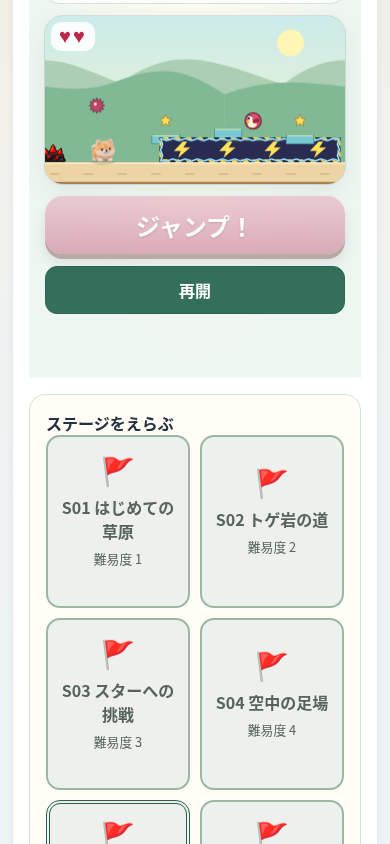 ジャンプ！
再開
ステージをえらぶ
S01 はじめての
草原
難易度 1
S02 トゲ岩の道
難易度 2
S03 スターへの
挑戦
難易度 3
S04 空中の足場
難易度 4